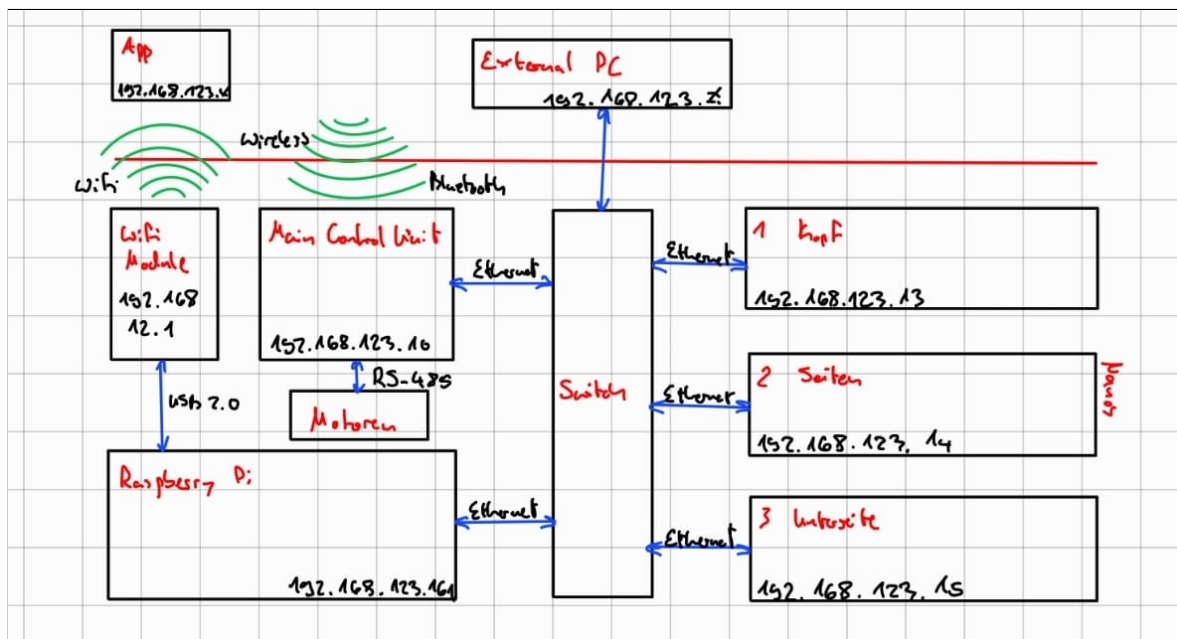 App
192.168.123.x
External PC
192.168.123.z
Wireless
Wifi
Bluetooth
Wifi
Module
192.168
12.1
Main Control Unit
192.168.123.10
Ethernet
Ethernet
1 Kopf
192.168.123.13
RS-485
USB 2.0
Motoren
Switch
Ethernet
2 Seiten
192.168.123.14
Nanos
Raspberry Pi
192.168.123.161
Ethernet
Ethernet
3 Unterseite
192.168.123.15